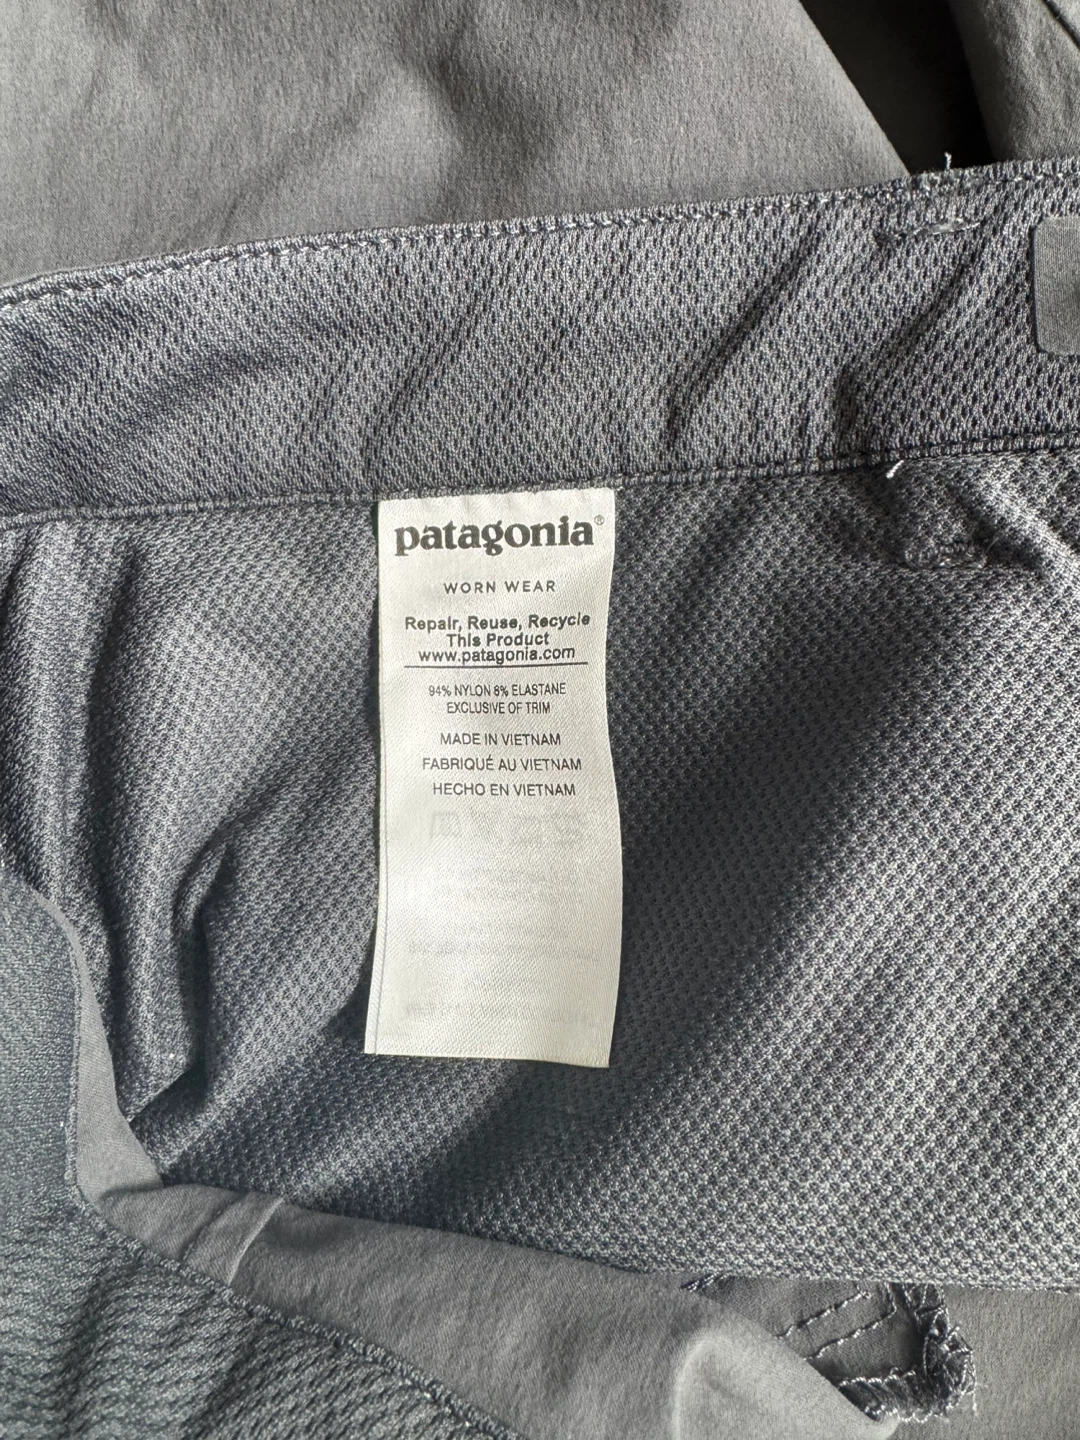 patagonia®
WORN WEAR
Repair, Reuse, Recycle
This Product
www.patagonia.com
94% NYLON 8% ELASTANE
EXCLUSIVE OF TRIM
MADE IN VIETNAM
FABRIQUÉ AU VIETNAM
HECHO EN VIETNAM